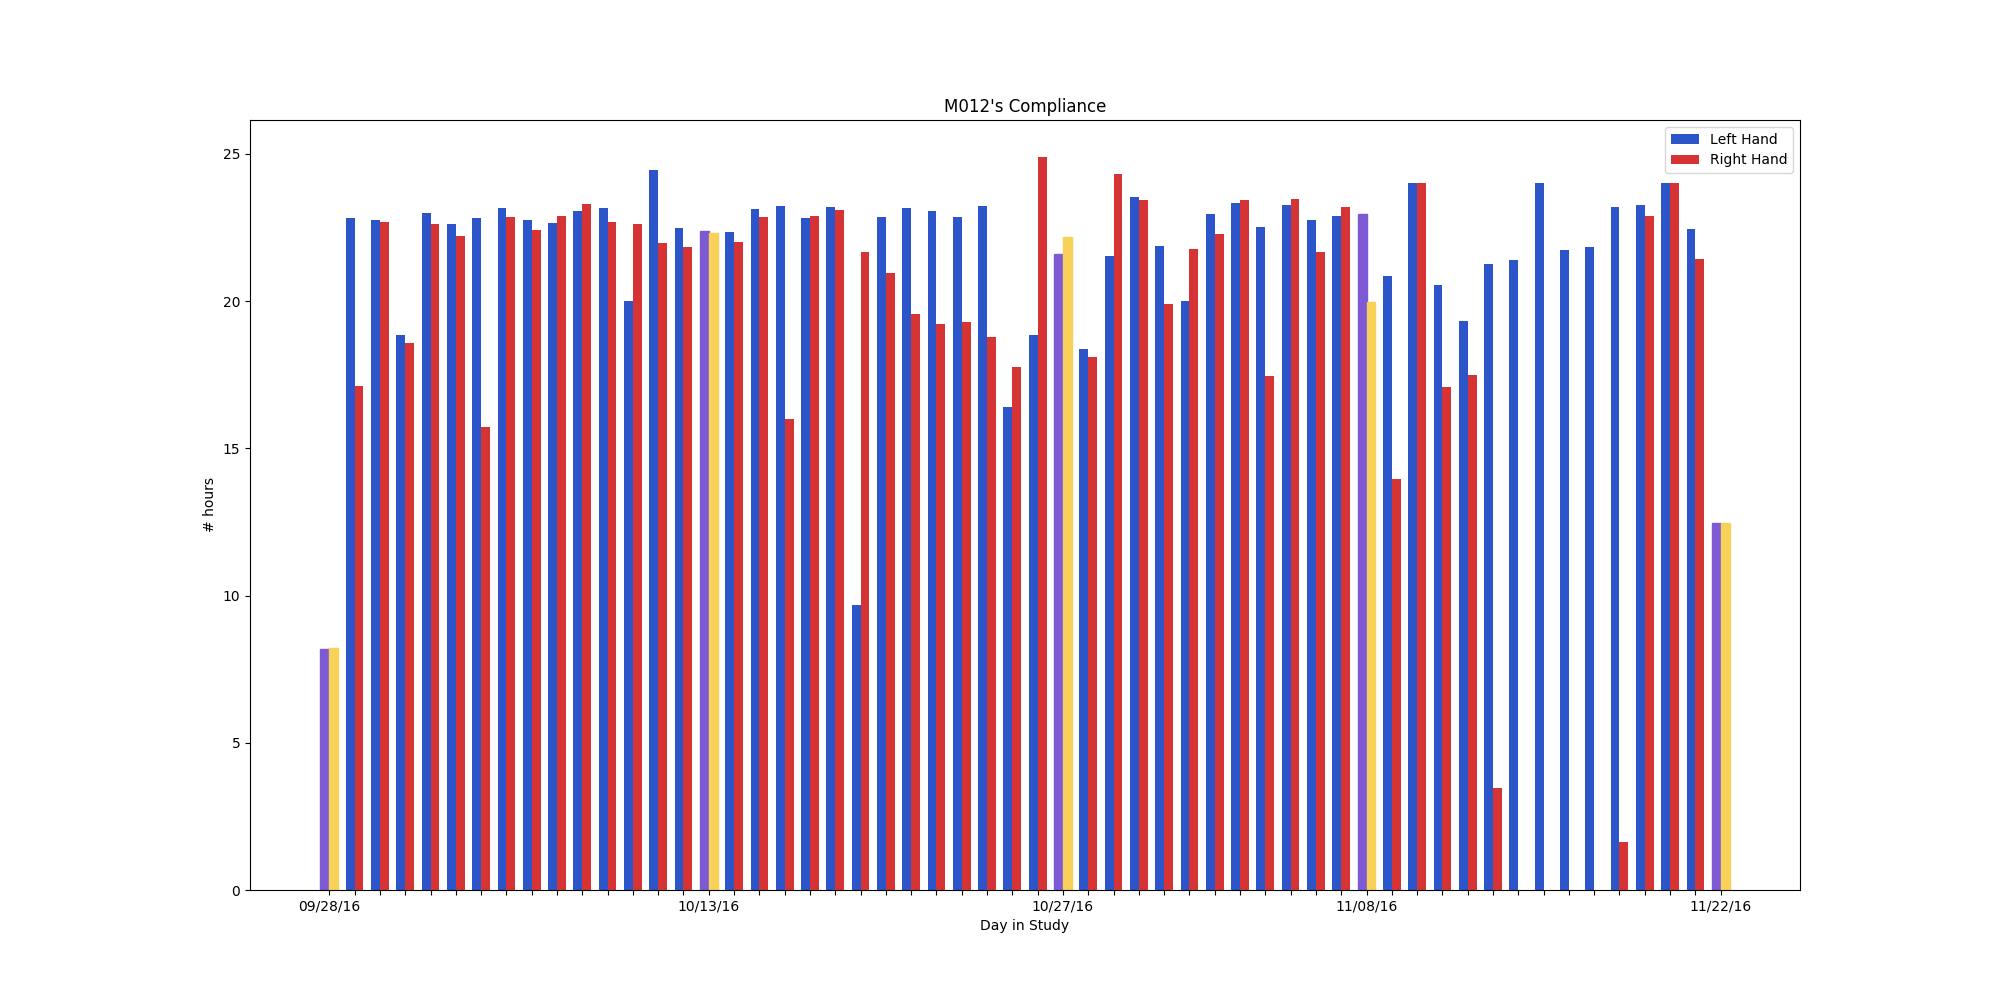 M012's Compliance
Left Hand
Right Hand
25
20
15
10
5
0
# hours
09/28/16 10/13/16 10/27/16 11/08/16 11/22/16
Day in Study